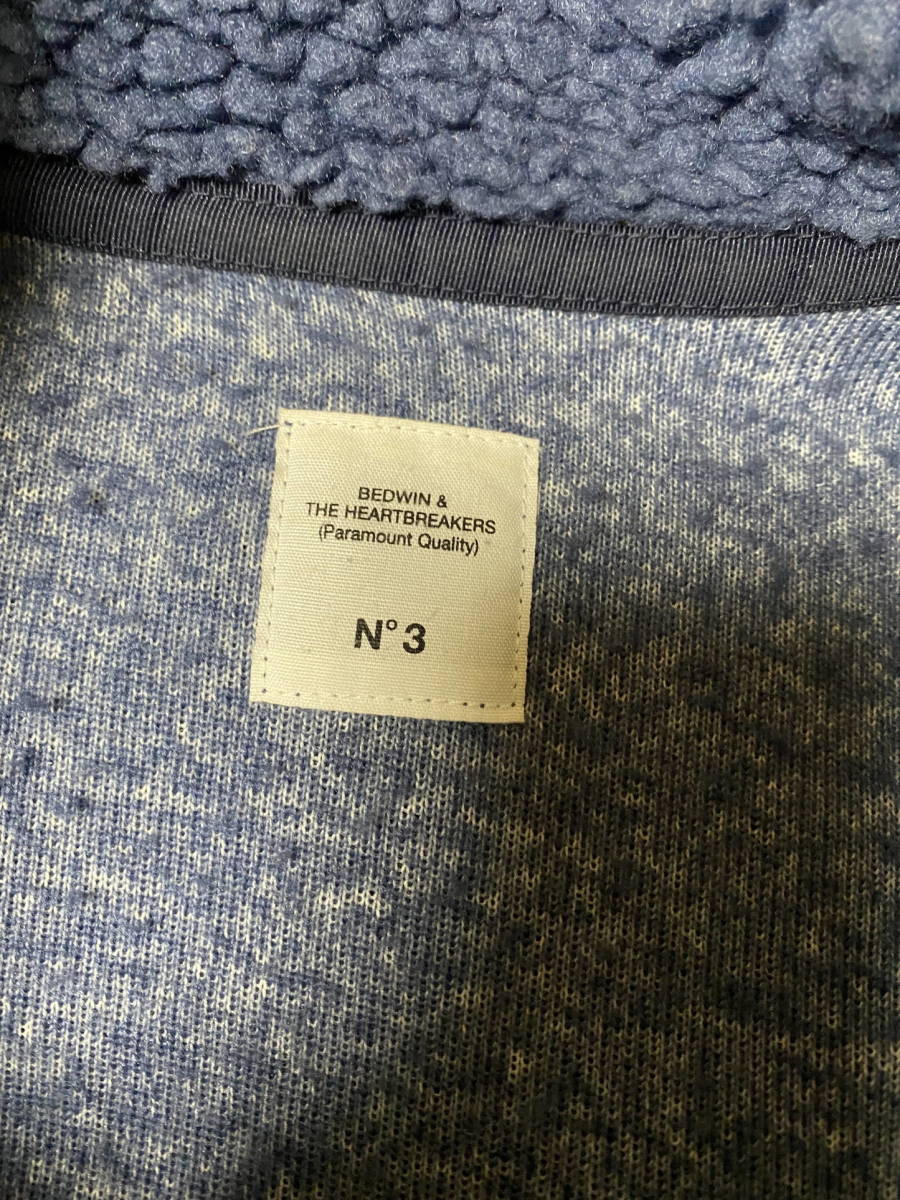 BEDWIN &
THE HEARTBREAKERS
(Paramount Quality)
N° 3